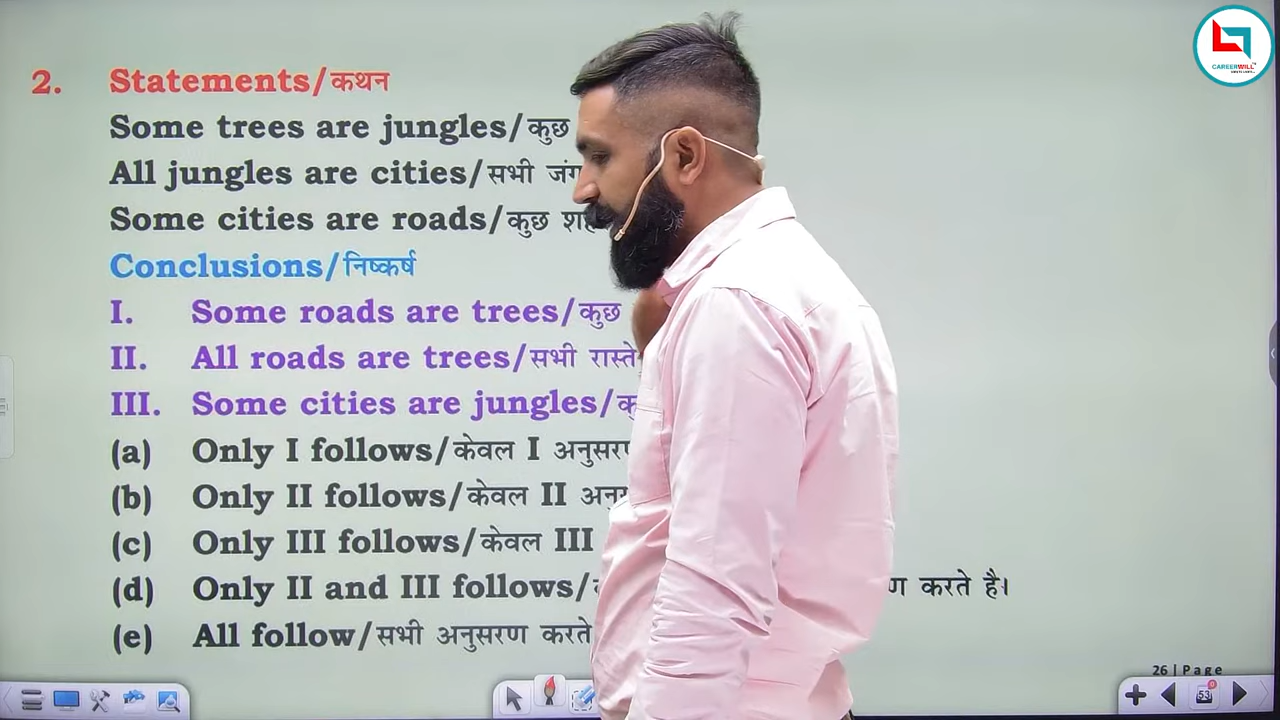 2. Statements/कथन
Some trees are jungles/कुछ
All jungles are cities/सभी
Some cities are roads/कुछ
Conclusions/निष्कर्ष
I. Some roads are trees/कुछ
II. All roads are trees/सभी रास्ते
III. Some cities are jungles/
(a) Only I follows/केवल I
(b) Only II follows/केवल II
(c) Only III follows/केवल III
(d) Only II and III follows/ करते है।
(e) All follow/सभी अनुसरण करते
26 | Page
CAREERWILL
53